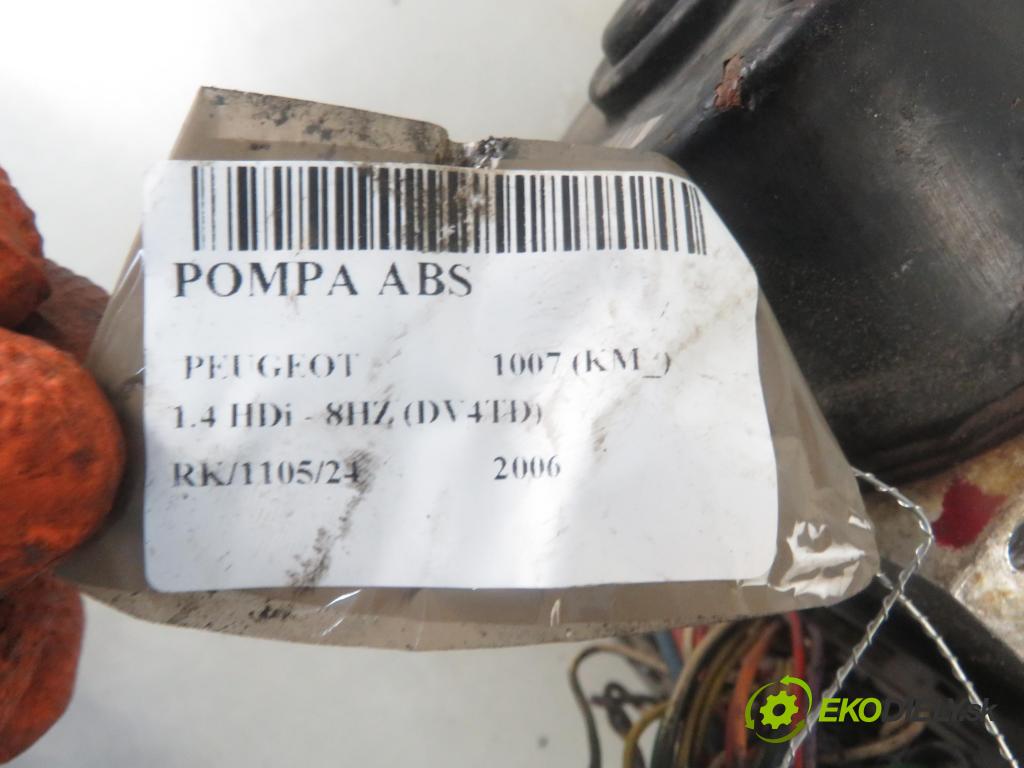 POMPA ABS
PEUGEOT 1007 (KM_)
1.4 HDi - 8HZ (DV4TD)
RK/1105/24 2006
EKODIELY.sk